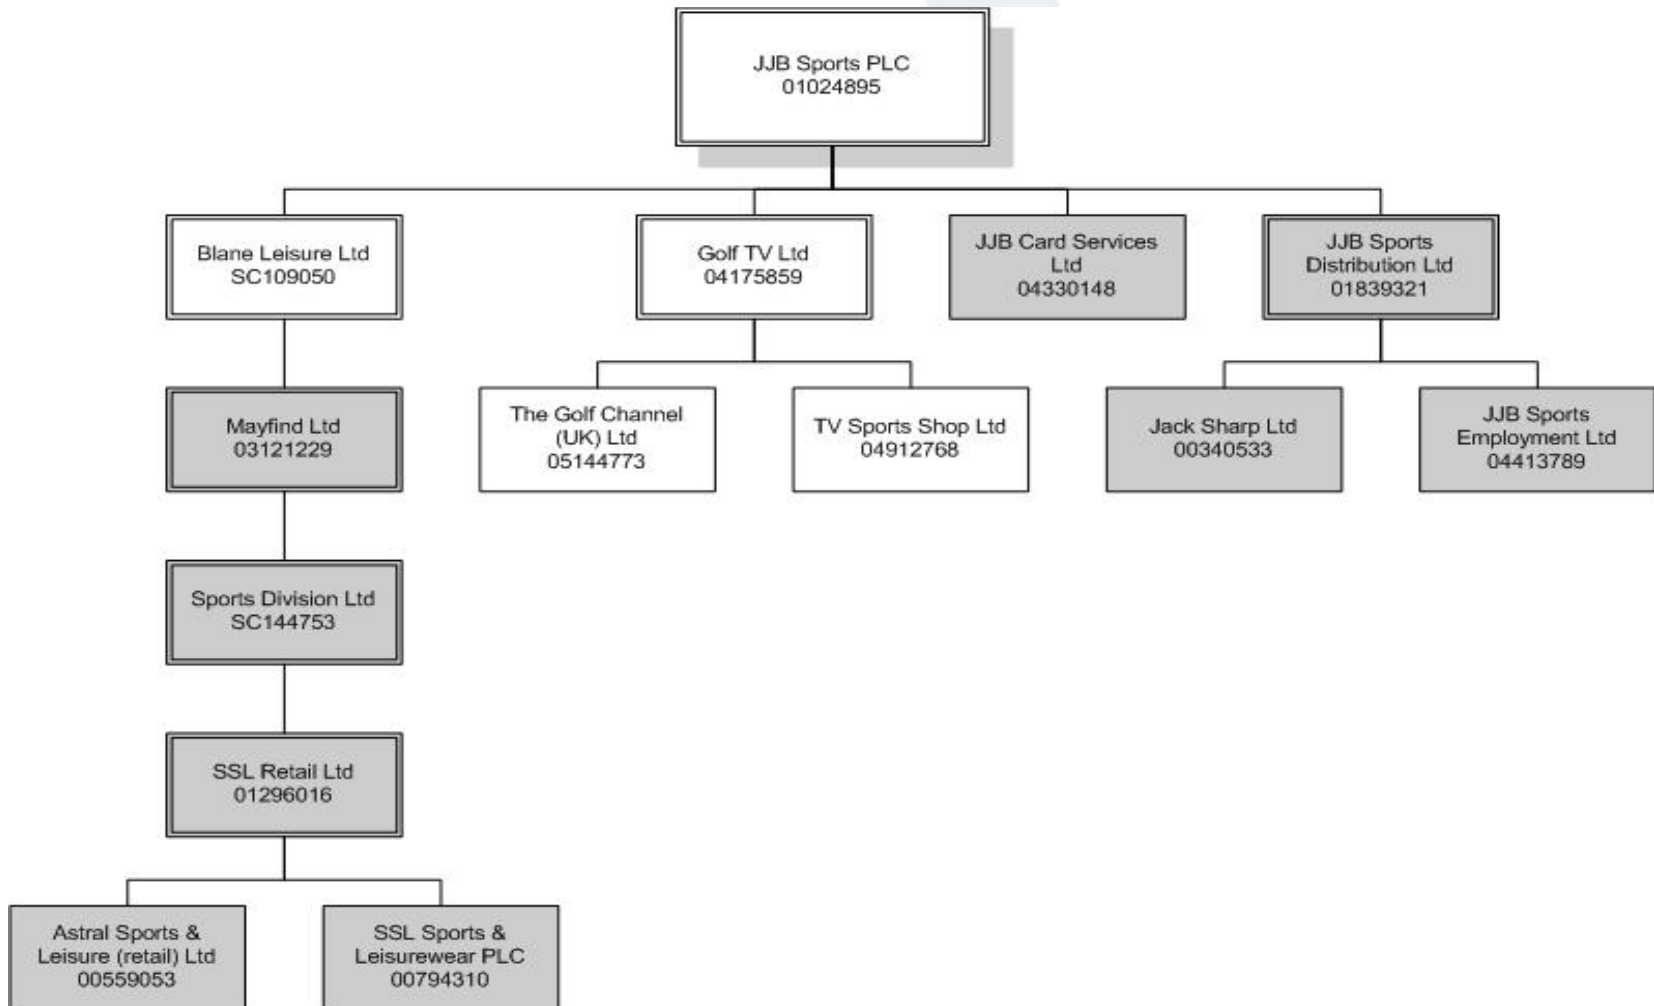 JJB Sports PLC
01024895
Blane Leisure Ltd
SC109050
Golf TV Ltd
04175859
JJB Card Services
Ltd
04330148
JJB Sports
Distribution Ltd
01839321
Mayfind Ltd
03121229
The Golf Channel
(UK) Ltd
05144773
TV Sports Shop Ltd
04912768
Jack Sharp Ltd
00340533
JJB Sports
Employment Ltd
04413789
Sports Division Ltd
SC144753
SSL Retail Ltd
01296016
Astral Sports &
Leisure (retail) Ltd
00559053
SSL Sports &
Leisurewear PLC
00794310